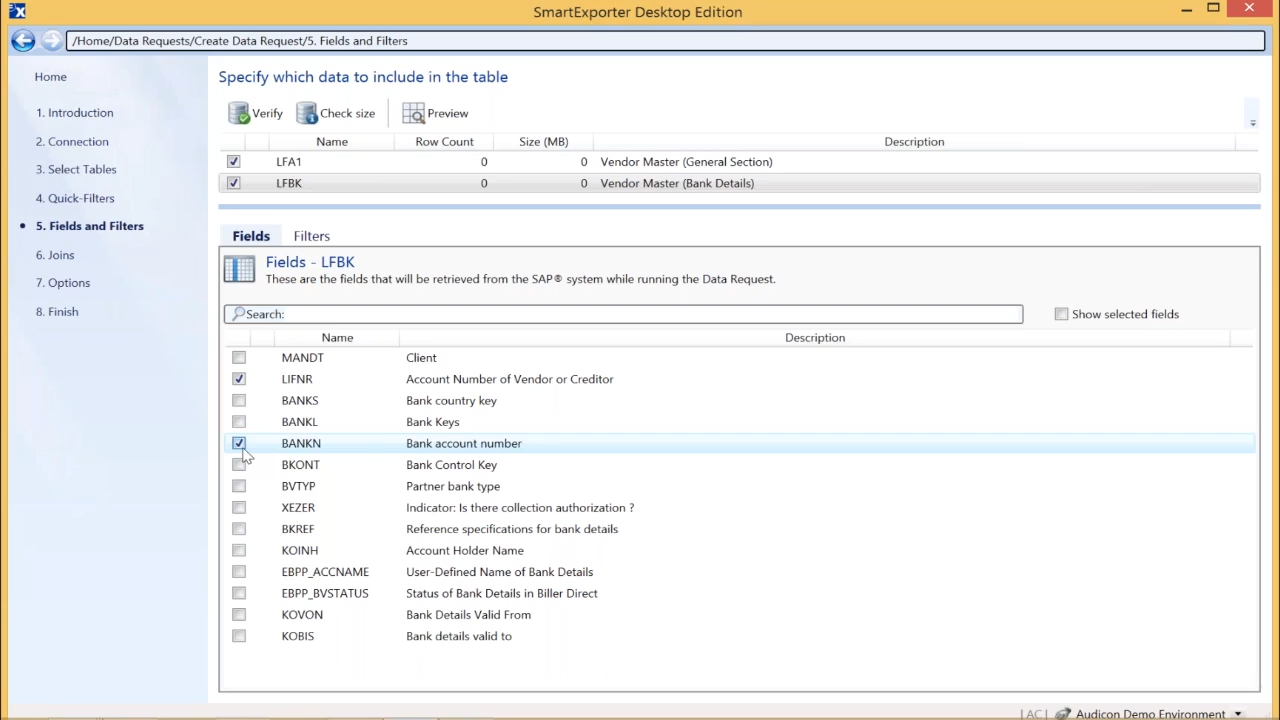 SmartExporter Desktop Edition
/Home/Data Requests/Create Data Request/5. Fields and Filters
Home
1. Introduction
2. Connection
3. Select Tables
4. Quick-Filters
5. Fields and Filters
6. Joins
7. Options
8. Finish
Specify which data to include in the table
Verify Check size Preview
Name Row Count Size (MB) Description
LFA1 0 0 Vendor Master (General Section)
LFBK 0 0 Vendor Master (Bank Details)
Fields Filters
Fields - LFBK
These are the fields that will be retrieved from the SAP® system while running the Data Request.
Search: Show selected fields
Name Description
MANDT Client
LIFNR Account Number of Vendor or Creditor
BANKS Bank country key
BANKL Bank Keys
BANKN Bank account number
BKONT Bank Control Key
BVTYP Partner bank type
XEZER Indicator: Is there collection authorization ?
BKREF Reference specifications for bank details
KOINH Account Holder Name
EBPP_ACCNAME User-Defined Name of Bank Details
EBPP_BVSTATUS Status of Bank Details in Biller Direct
KOVON Bank Details Valid From
KOBIS Bank details valid to
|AC| Audicon Demo Environment